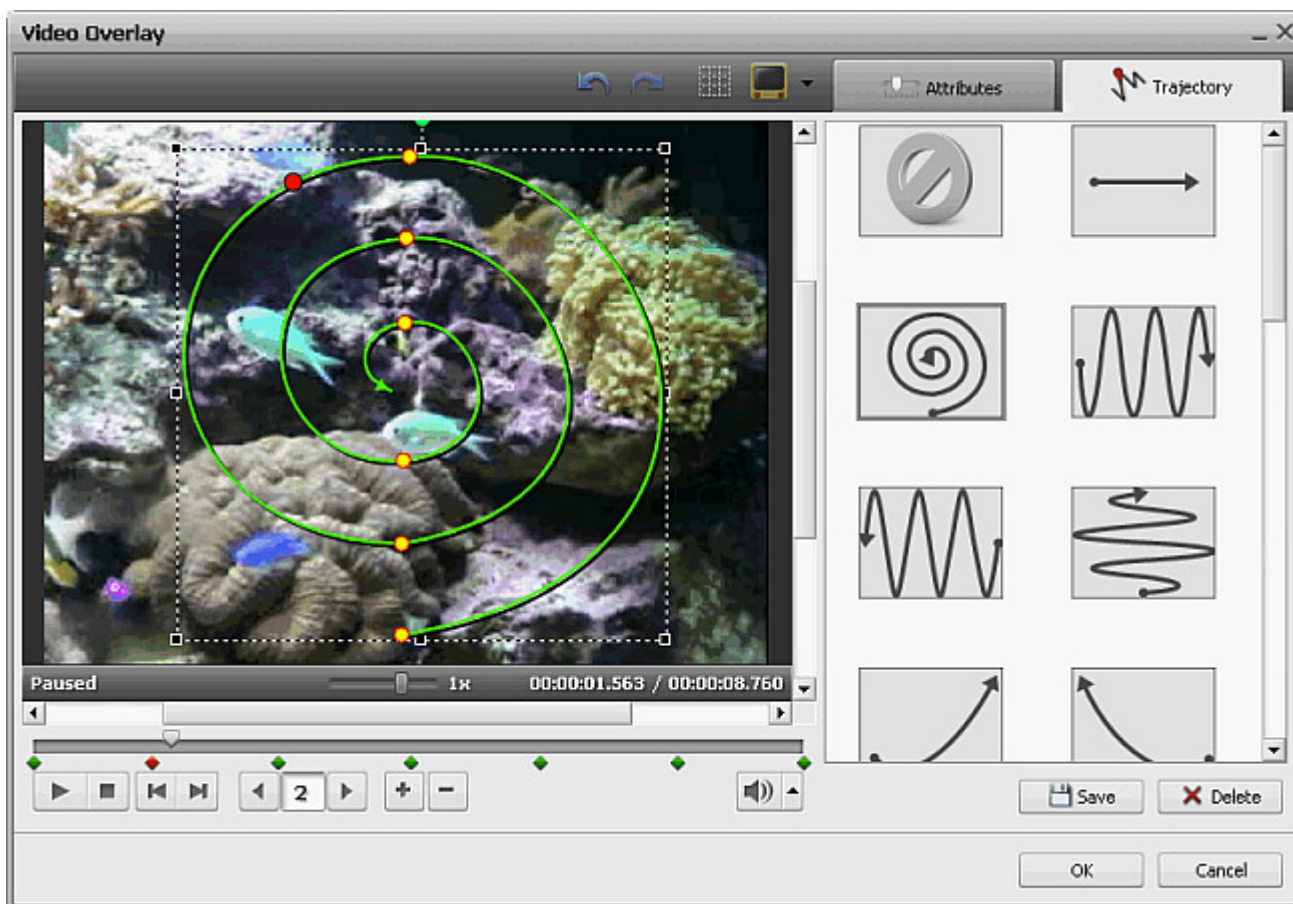 Video Overlay
Attributes
Trajectory
Paused
1x
00:00:01.563 / 00:00:08.760
2
Save
Delete
OK
Cancel